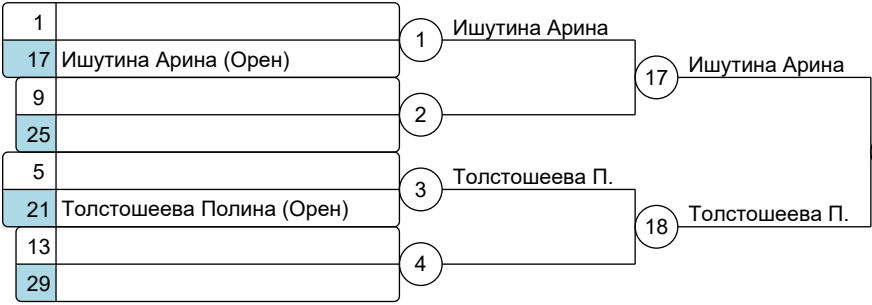 1
17 Ишутина Арина (Орен)
9
25
5
21 Толстошеева Полина (Орен)
13
29
1 Ишутина Арина
2
3 Толстошеева П.
4
17 Ишутина Арина
18 Толстошеева П.